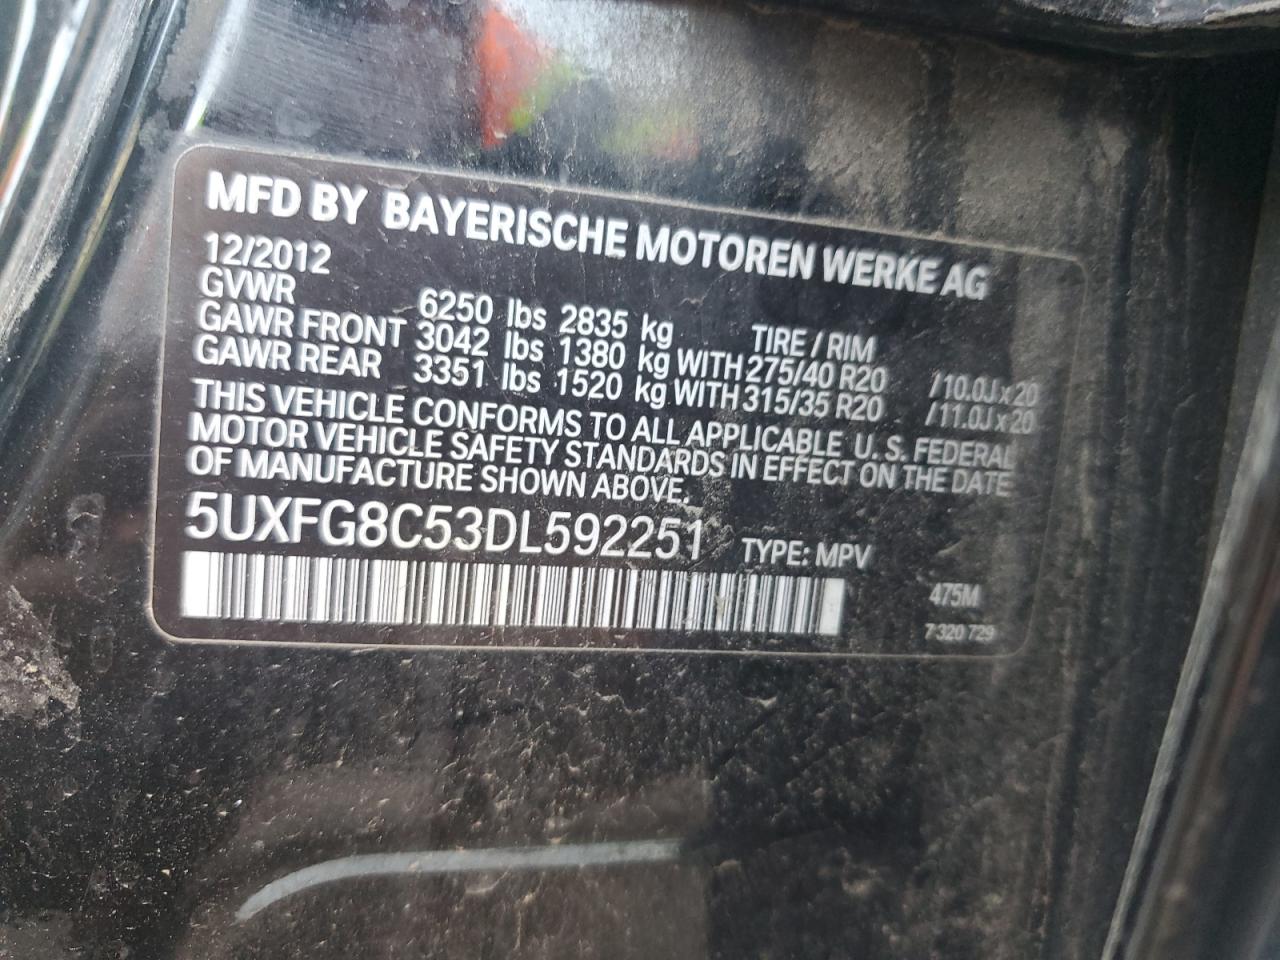 MFD BY BAYERISCHE MOTOREN WERKE AG
12/2012
GVWR 6250 lbs 2835 kg TIRE / RIM
GAWR FRONT 3042 lbs 1380 kg WITH 275/40 R20 /10.0J x 20
GAWR REAR 3351 lbs 1520 kg WITH 315/35 R20 /11.0J x 20
THIS VEHICLE CONFORMS TO ALL APPLICABLE U.S. FEDERAL
MOTOR VEHICLE SAFETY STANDARDS IN EFFECT ON THE DATE
OF MANUFACTURE SHOWN ABOVE.
5UXFG8C53DL592251 TYPE: MPV
475M
7 320 729